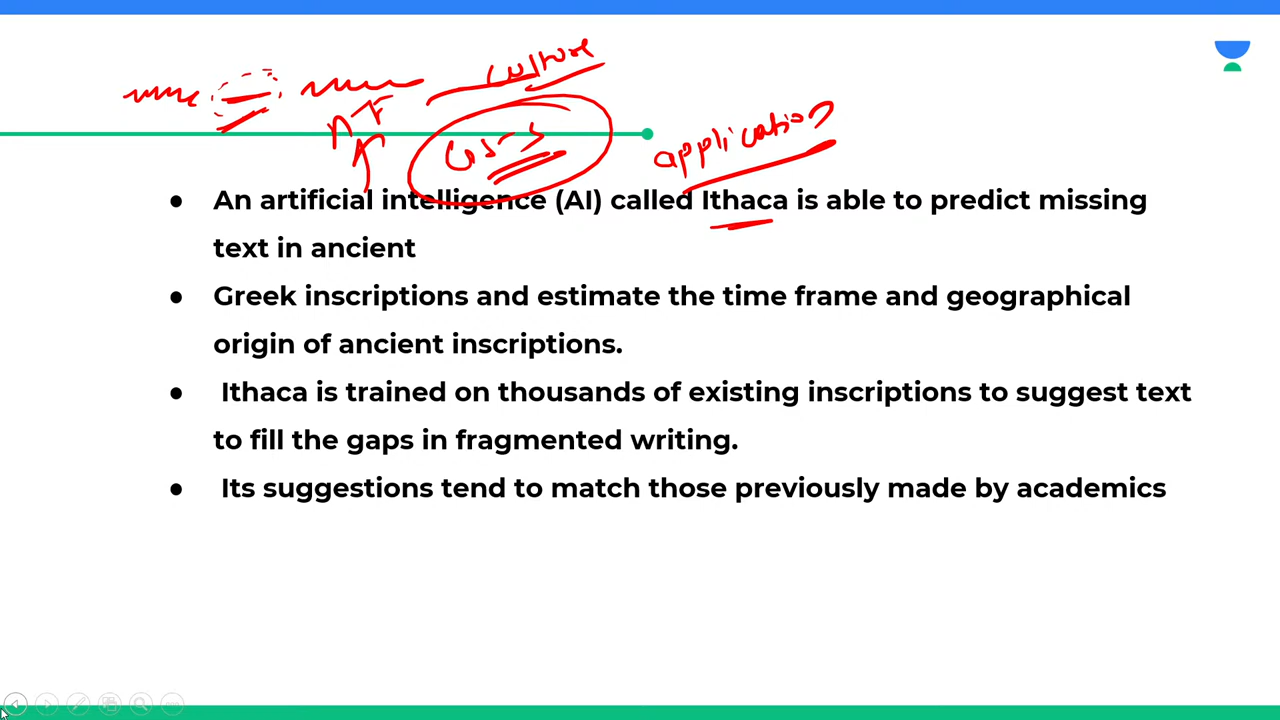 culture
GS-3
application
● An artificial intelligence (AI) called Ithaca is able to predict missing
text in ancient
● Greek inscriptions and estimate the time frame and geographical
origin of ancient inscriptions.
● Ithaca is trained on thousands of existing inscriptions to suggest text
to fill the gaps in fragmented writing.
● Its suggestions tend to match those previously made by academics